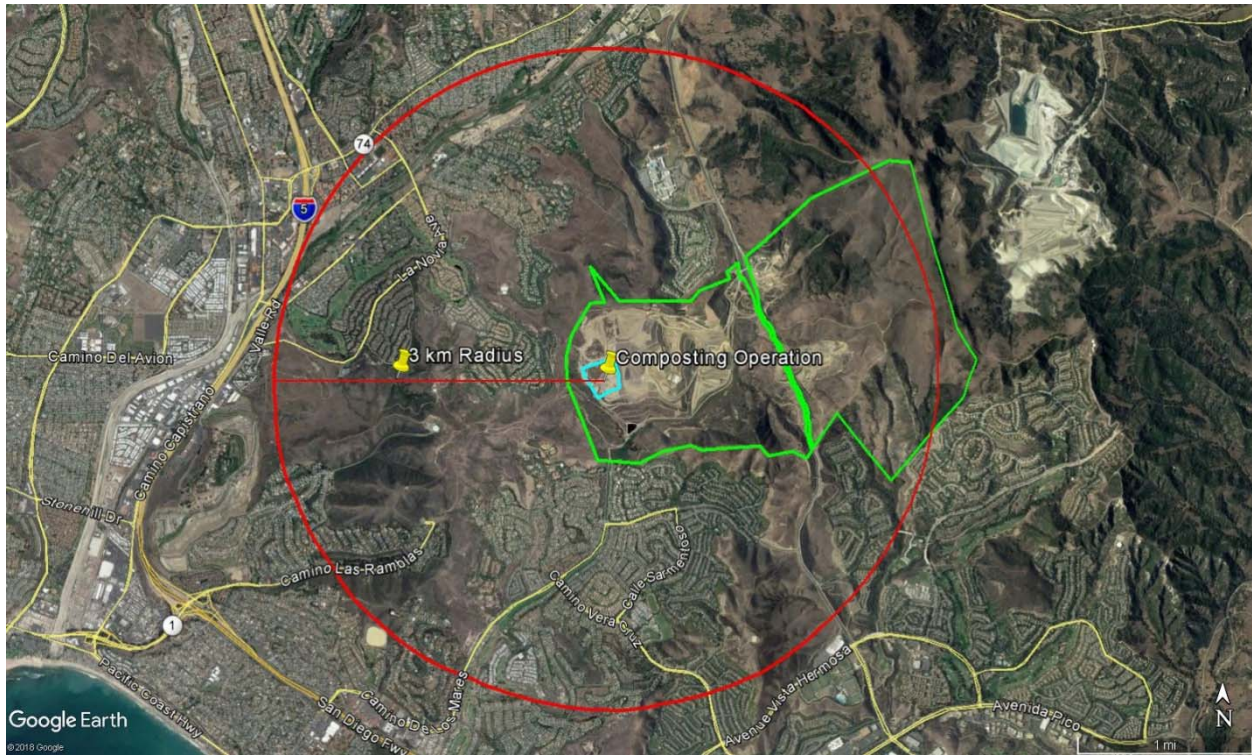 74
5
La-Novia Ave
Valle Rd
3 km Radius
Composting Operation
Camino Del Avion
Camino Capistrano
Stonehill Dr
Camino Las Ramblas
Calle Sarmentoso
Camino Vera Cruz
1
Pacific Coast Hwy
San Diego Fwy
Camino De Los Mares
Avenue Vista Hermosa
Avenida Pico
N
Google Earth
©2018 Google
1 mi